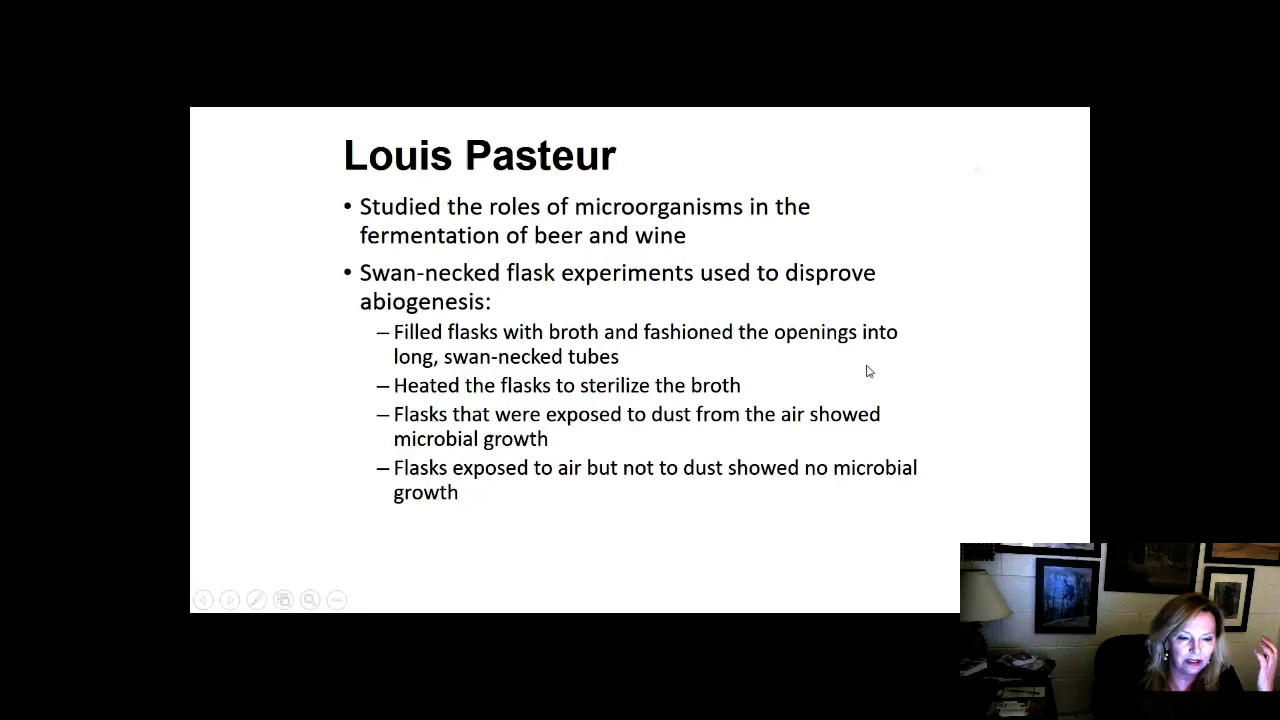 Louis Pasteur
• Studied the roles of microorganisms in the
fermentation of beer and wine
• Swan-necked flask experiments used to disprove
abiogenesis:
– Filled flasks with broth and fashioned the openings into
long, swan-necked tubes
– Heated the flasks to sterilize the broth
– Flasks that were exposed to dust from the air showed
microbial growth
– Flasks exposed to air but not to dust showed no microbial
growth